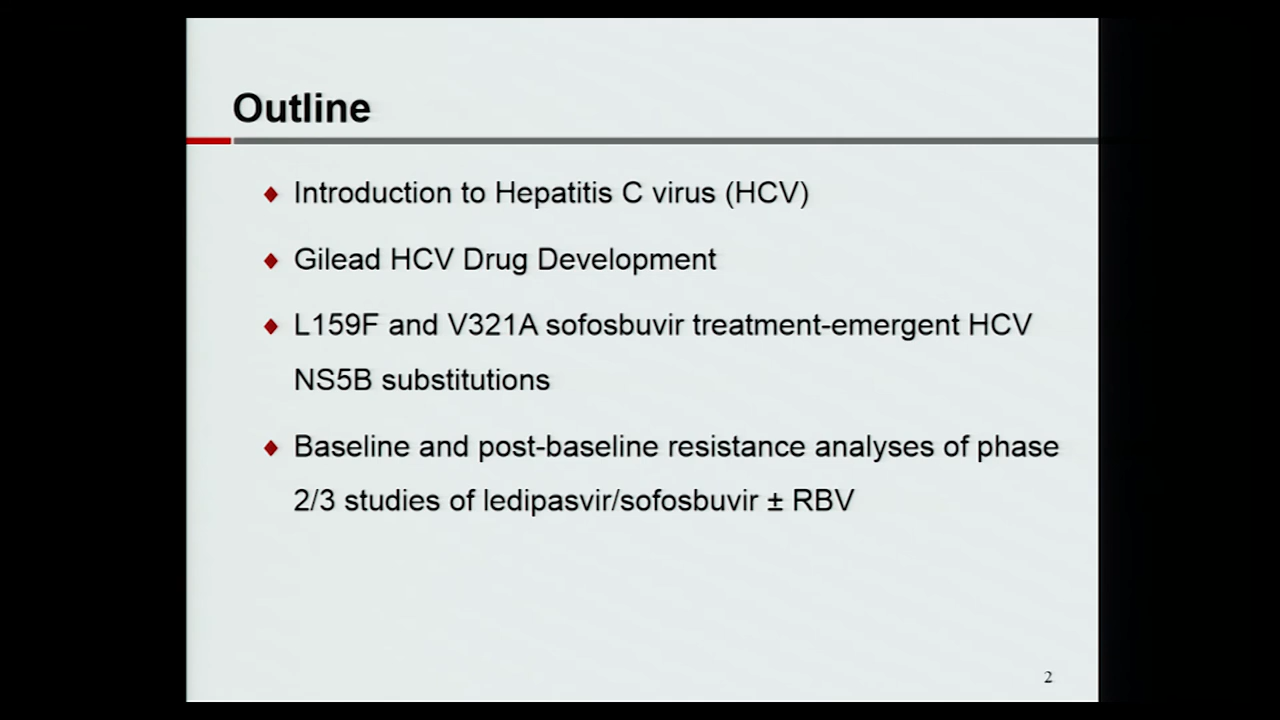 Outline
Introduction to Hepatitis C virus (HCV)
Gilead HCV Drug Development
L159F and V321A sofosbuvir treatment-emergent HCV
NS5B substitutions
Baseline and post-baseline resistance analyses of phase
2/3 studies of ledipasvir/sofosbuvir ± RBV
2